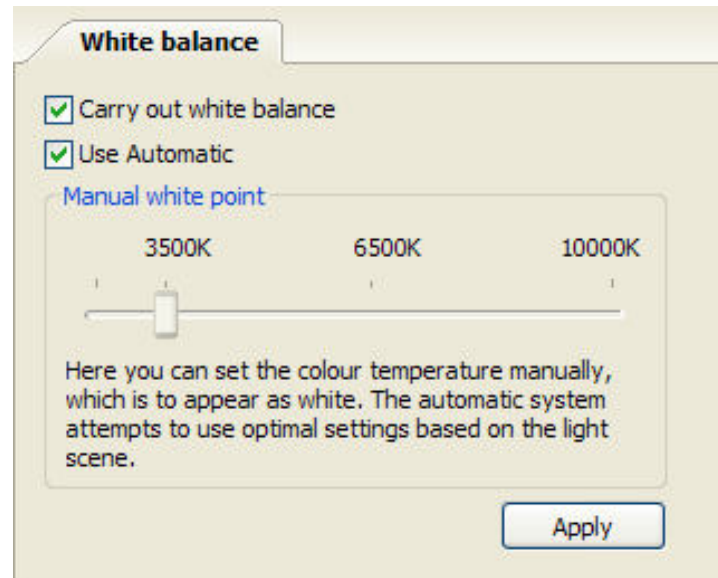 White balance
Carry out white balance
Use Automatic
Manual white point
3500K 6500K 10000K
Here you can set the colour temperature manually,
which is to appear as white. The automatic system
attempts to use optimal settings based on the light
scene.
Apply